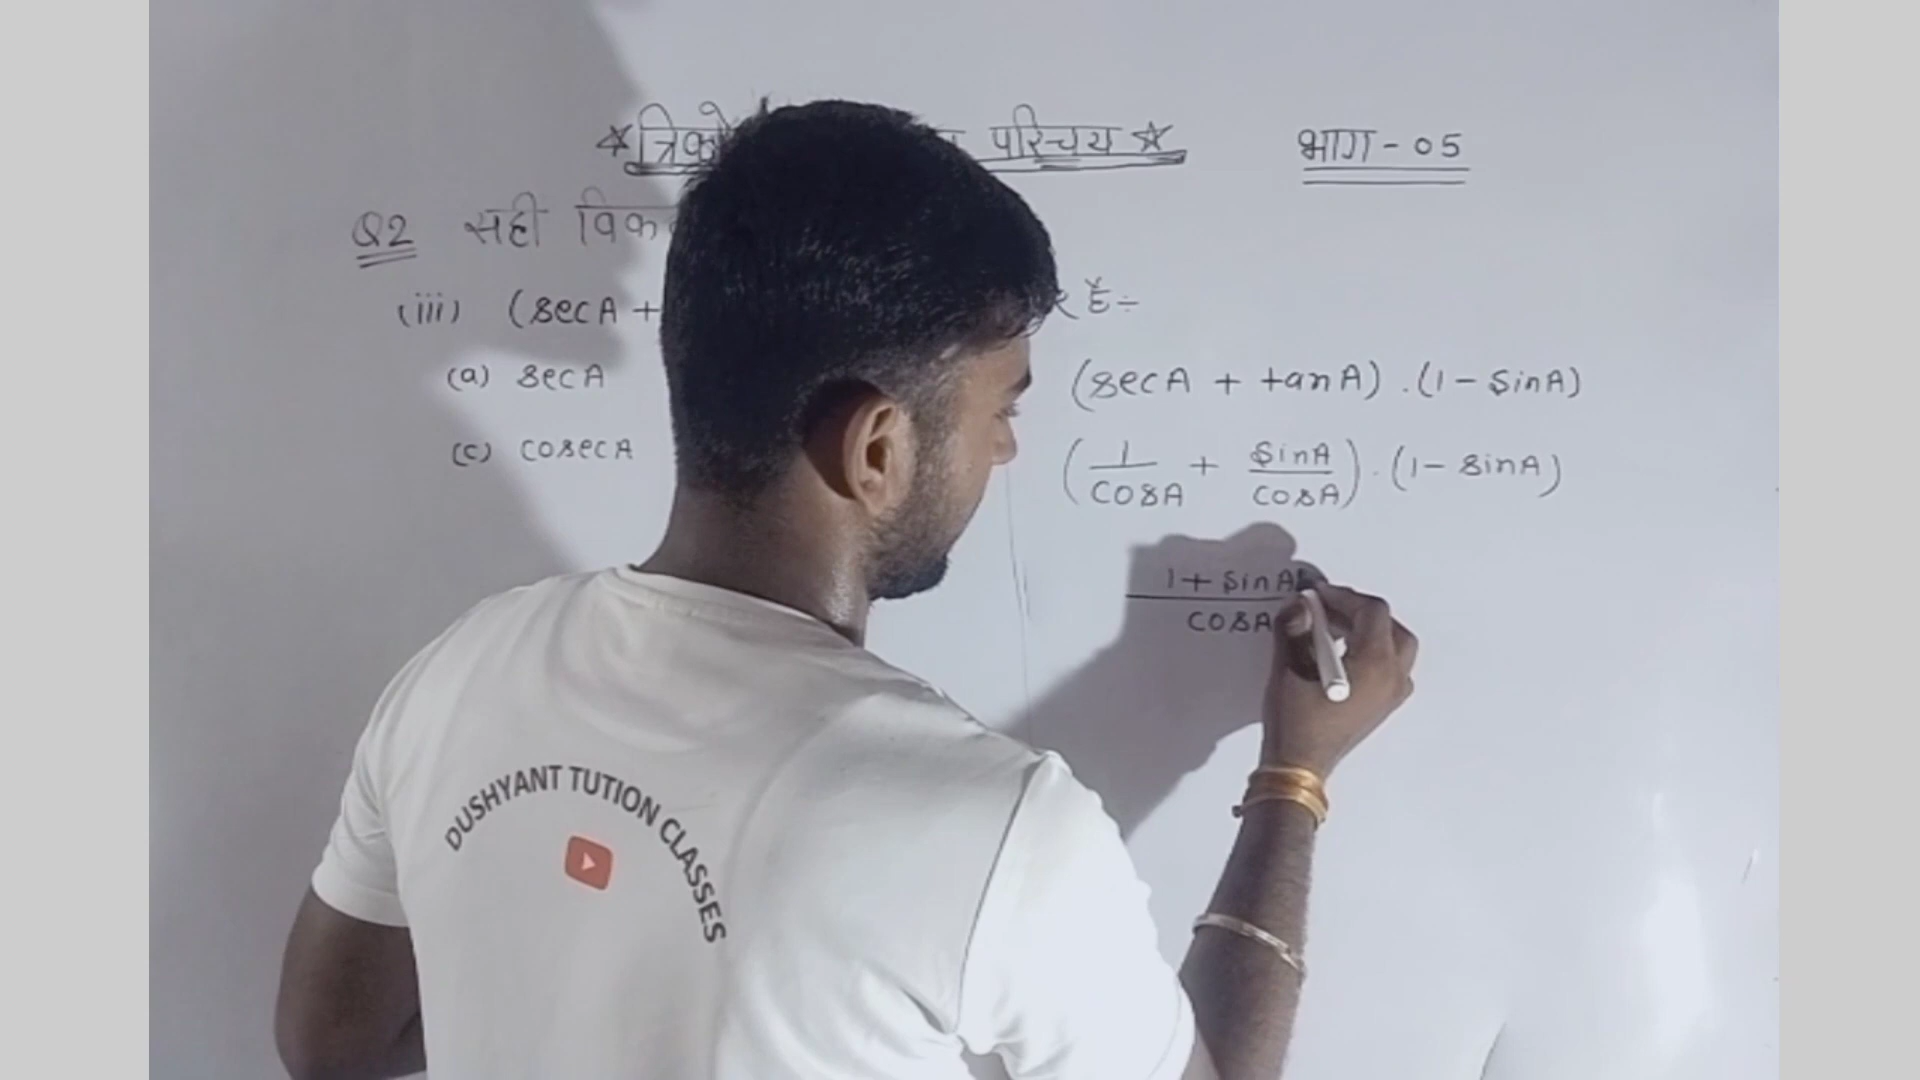 ☆ परिचय ☆ भाग - 05
Q2 सही
(iii) (secA +
(a) secA
(c) cosecA
(secA + tanA) . (1 - sinA)
(1/cosA + sinA/cosA) . (1 - sinA)
1 + sinA
cosA
DUSHYANT TUTION CLASSES